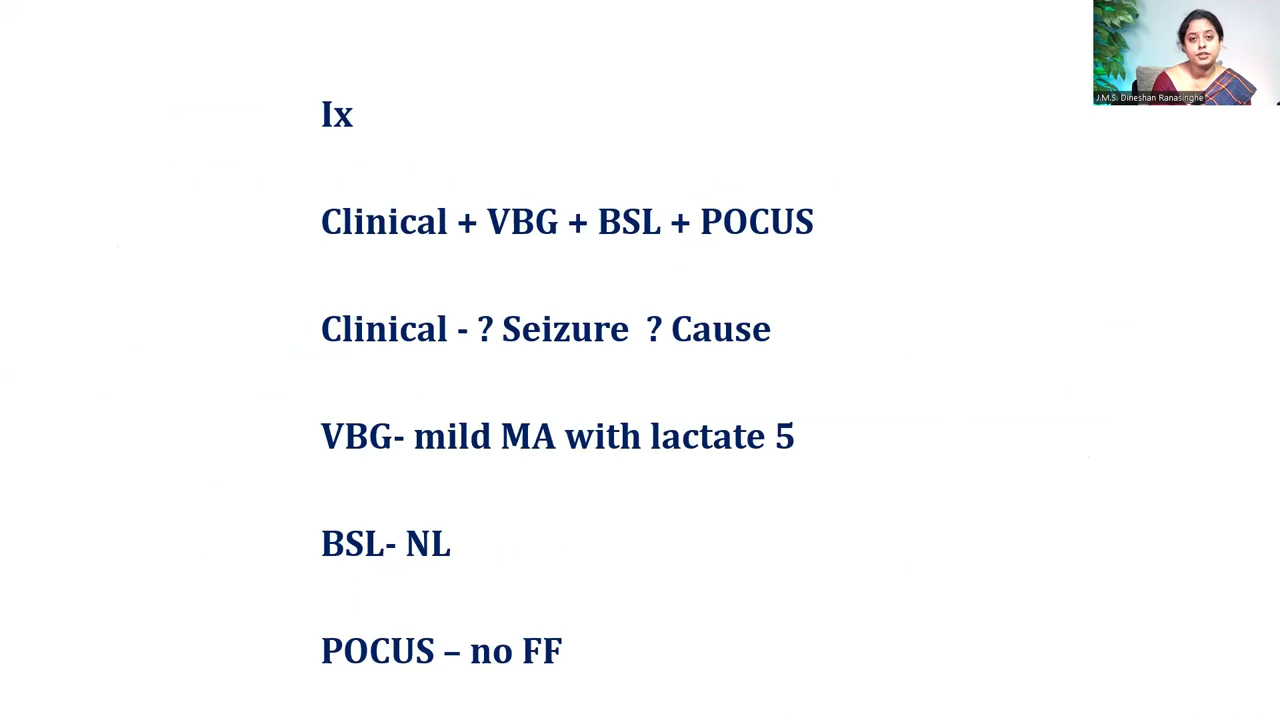 J.M.S. Dineshan Ranasinghe
Ix
Clinical + VBG + BSL + POCUS
Clinical - ? Seizure  ? Cause
VBG- mild MA with lactate 5
BSL- NL
POCUS – no FF